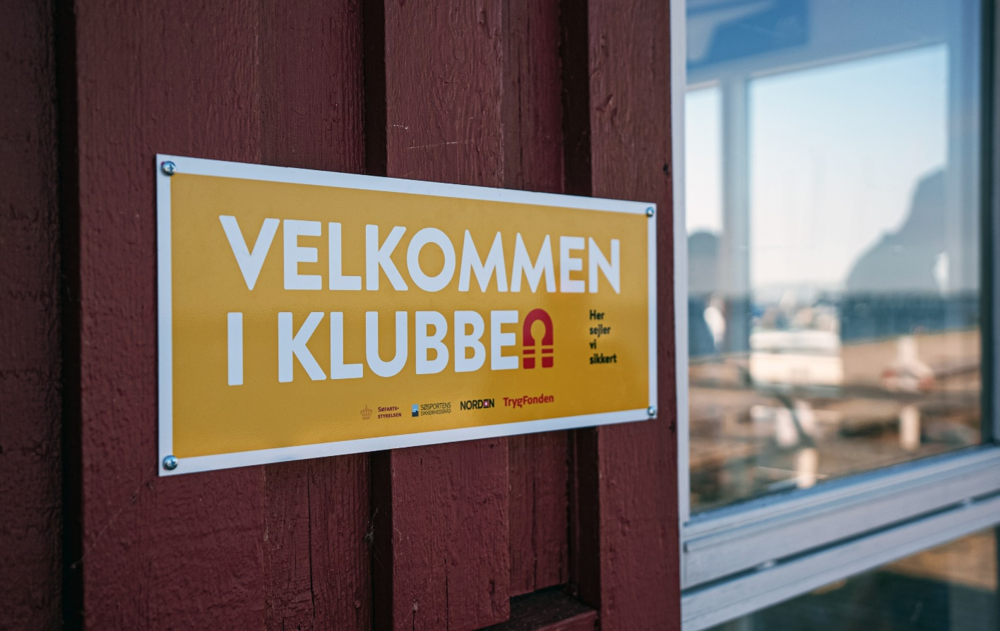 VELKOMMEN
I KLUBBEN
Her
sejler
vi
sikkert
SØFARTS-
STYRELSEN
SØSPORTENS
SIKKERHEDSRÅD
NORDEN
TrygFonden